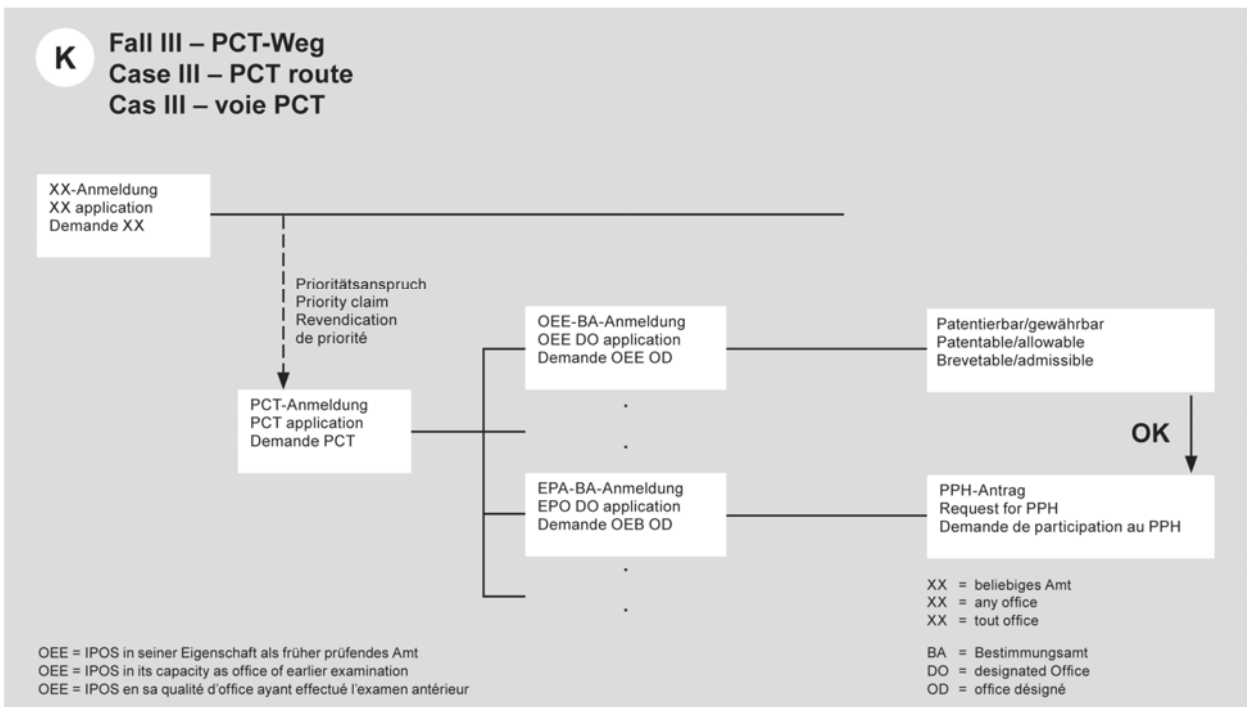 K
Fall III – PCT-Weg
Case III – PCT route
Cas III – voie PCT
XX-Anmeldung
XX application
Demande XX
Prioritätsanspruch
Priority claim
Revendication
de priorité
PCT-Anmeldung
PCT application
Demande PCT
OEE-BA-Anmeldung
OEE DO application
Demande OEE OD
Patentierbar/gewährbar
Patentable/allowable
Brevetable/admissible
OK
EPA-BA-Anmeldung
EPO DO application
Demande OEB OD
PPH-Antrag
Request for PPH
Demande de participation au PPH
XX = beliebiges Amt
XX = any office
XX = tout office
BA = Bestimmungsamt
DO = designated Office
OD = office désigné
OEE = IPOS in seiner Eigenschaft als früher prüfendes Amt
OEE = IPOS in its capacity as office of earlier examination
OEE = IPOS en sa qualité d'office ayant effectué l'examen antérieur